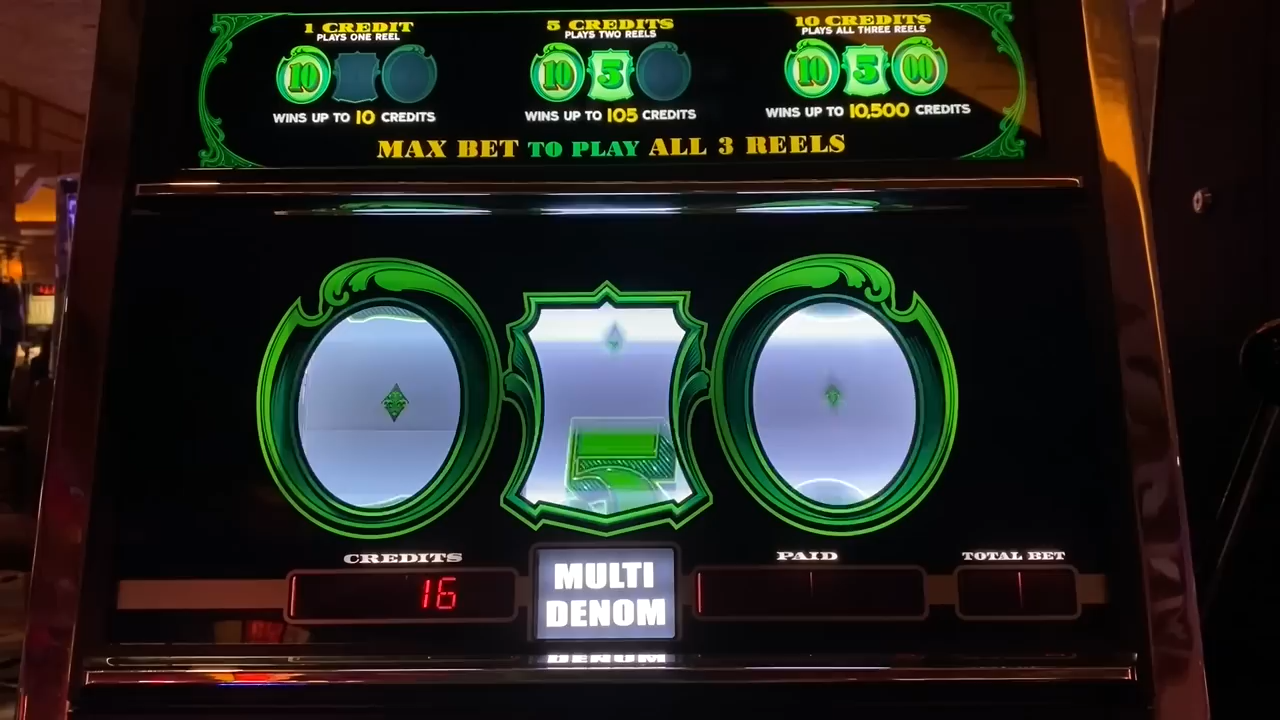 1 CREDIT
PLAYS ONE REEL
10
WINS UP TO 10 CREDITS
5 CREDITS
PLAYS TWO REELS
10 5
WINS UP TO 105 CREDITS
10 CREDITS
PLAYS ALL THREE REELS
10 5 00
WINS UP TO 10,500 CREDITS
MAX BET TO PLAY ALL 3 REELS
5
CREDITS
16
MULTI
DENOM
PAID
TOTAL BET